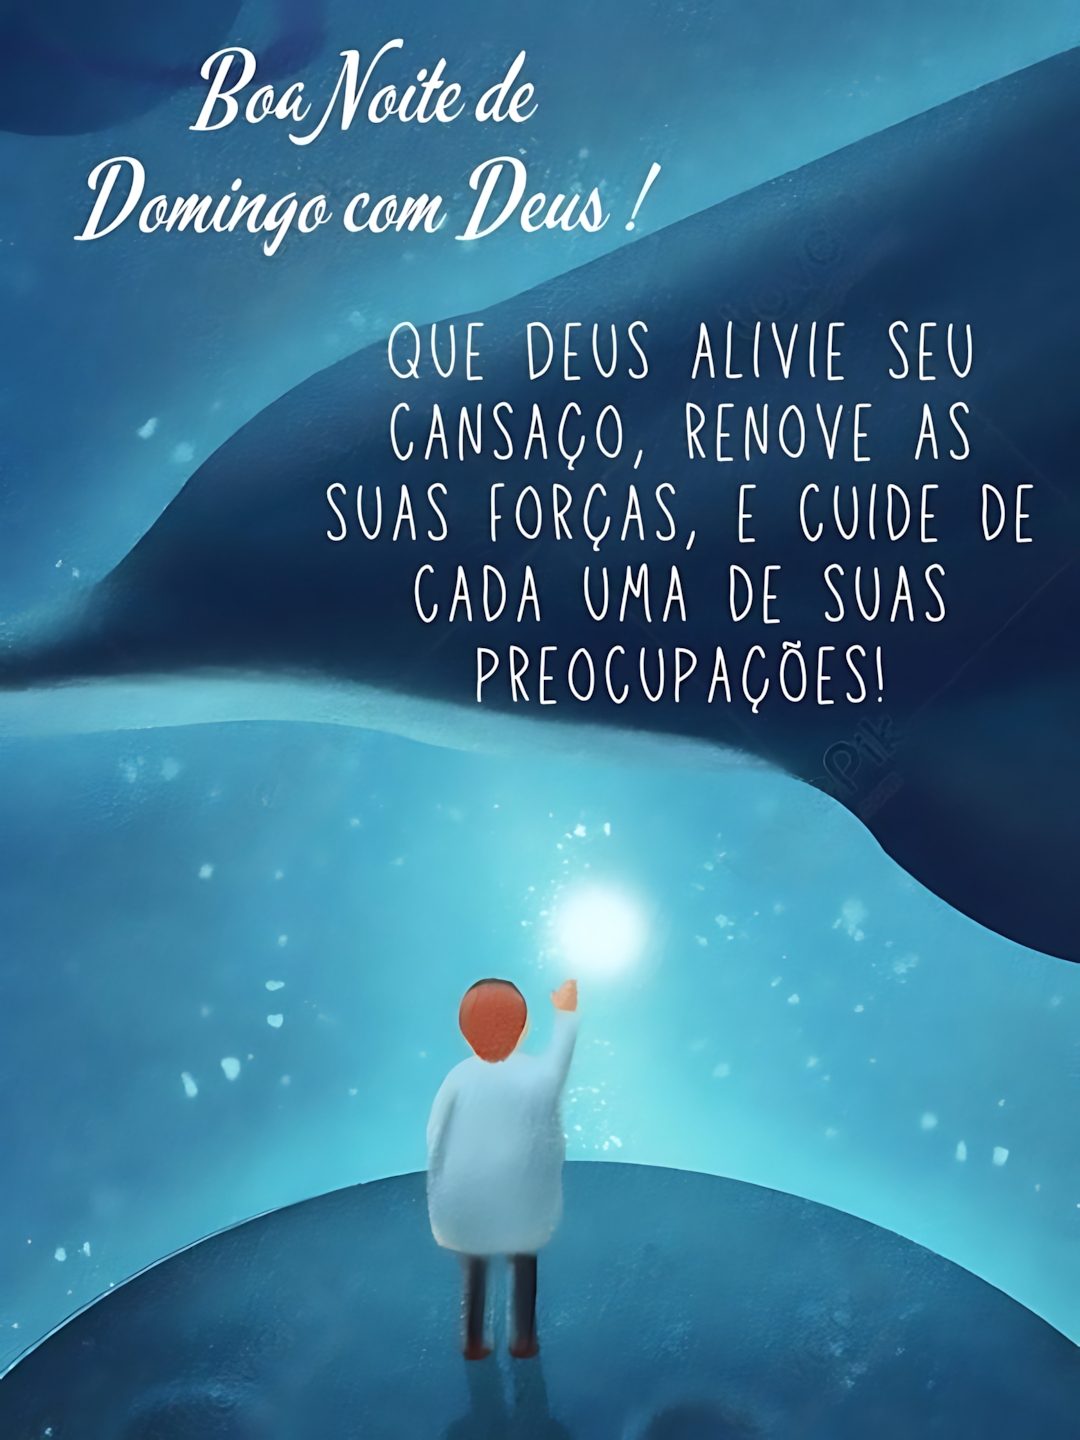 Boa Noite de
Domingo com Deus !
QUE DEUS ALIVIE SEU
CANSAÇO, RENOVE AS
SUAS FORÇAS, E CUIDE DE
CADA UMA DE SUAS
PREOCUPAÇÕES!